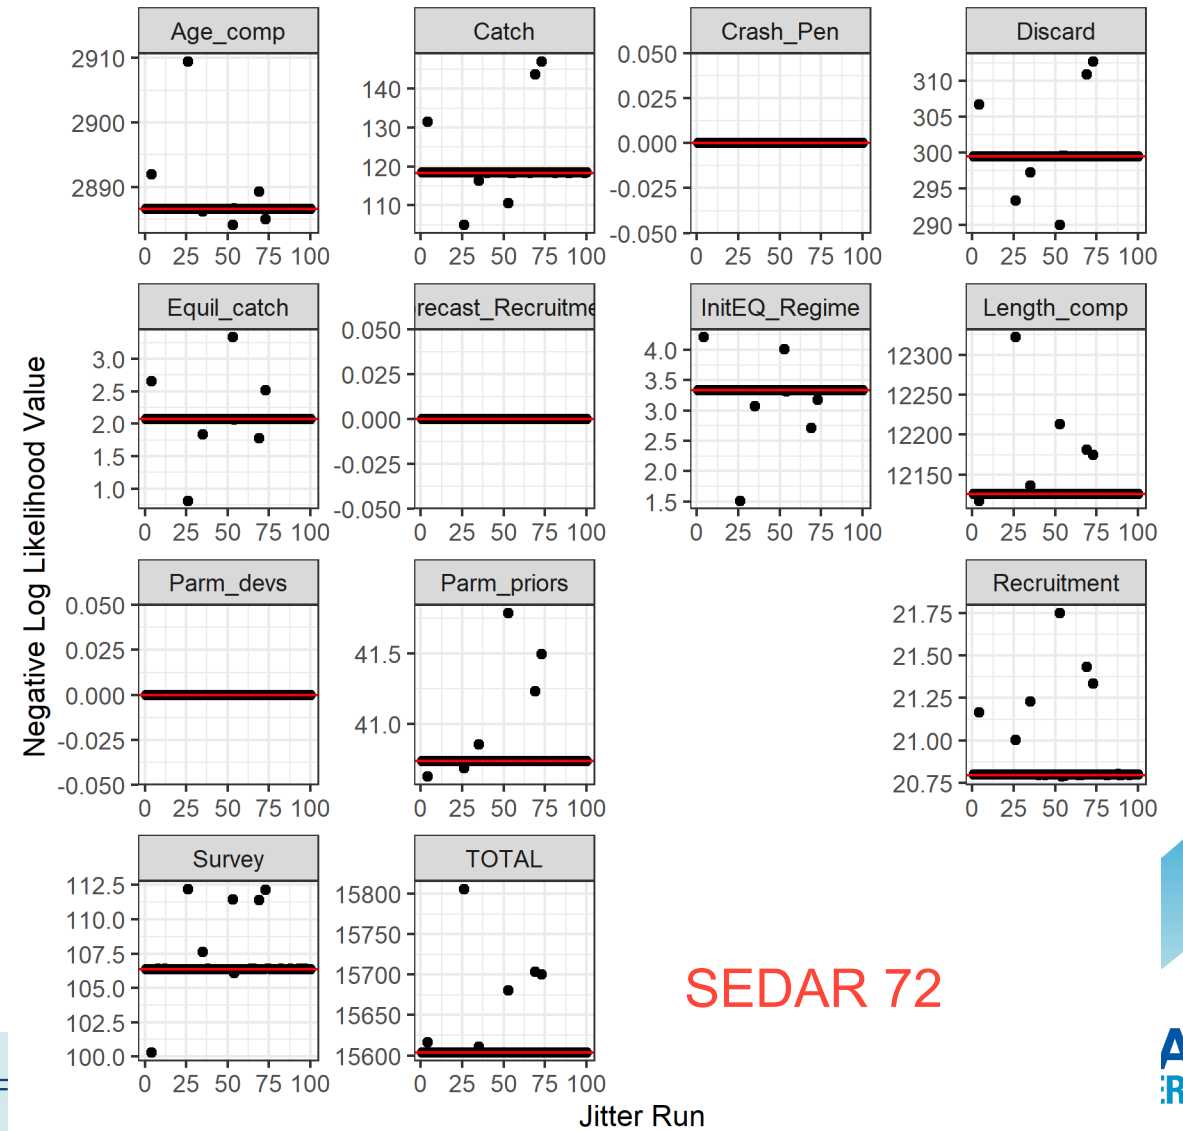 Age_comp
Catch
Crash_Pen
Discard
2910
2900
2890
140
130
120
110
0.050
0.025
0.000
-0.025
-0.050
310
305
300
295
290
0 25 50 75 100
0 25 50 75 100
0 25 50 75 100
0 25 50 75 100
Equil_catch
recast_Recruitme
InitEQ_Regime
Length_comp
3.0
2.5
2.0
1.5
1.0
0.050
0.025
0.000
-0.025
-0.050
4.0
3.5
3.0
2.5
2.0
1.5
12300
12250
12200
12150
0 25 50 75 100
0 25 50 75 100
0 25 50 75 100
0 25 50 75 100
Negative Log Likelihood Value
Parm_devs
Parm_priors
Recruitment
0.050
0.025
0.000
-0.025
-0.050
41.5
41.0
21.75
21.50
21.25
21.00
20.75
0 25 50 75 100
0 25 50 75 100
0 25 50 75 100
Survey
TOTAL
112.5
110.0
107.5
105.0
102.5
100.0
15800
15750
15700
15650
15600
0 25 50 75 100
0 25 50 75 100
SEDAR 72
Jitter Run